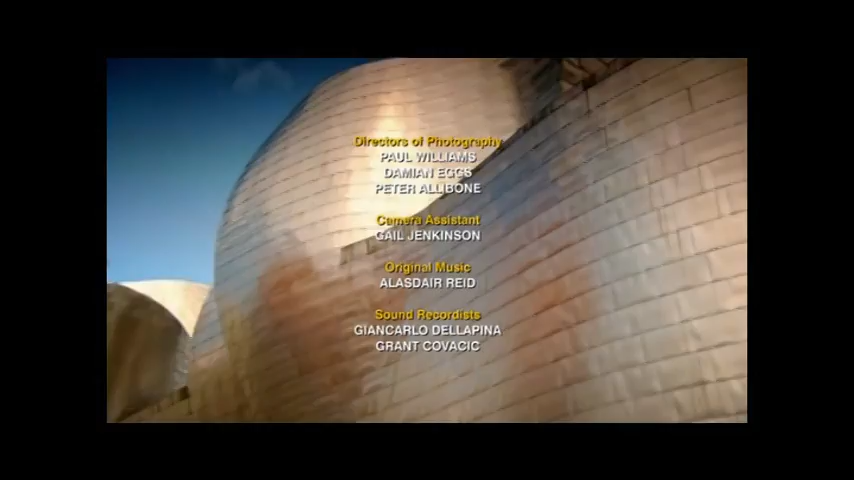 Directors of Photography
PAUL WILLIAMS
DAMIAN EGGS
PETER ALLIBONE
Camera Assistant
GAIL JENKINSON
Original Music
ALASDAIR REID
Sound Recordists
GIANCARLO DELLAPINA
GRANT COVACIC